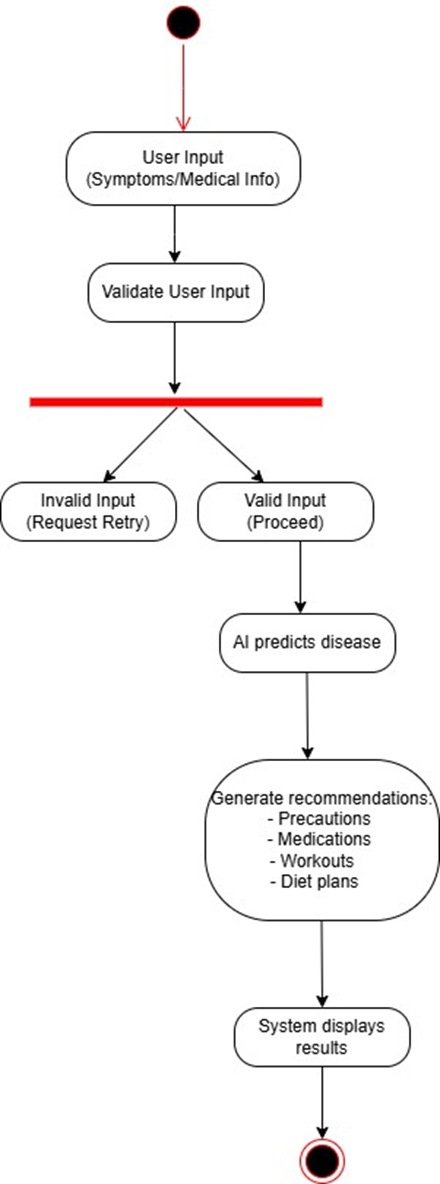 User Input
(Symptoms/Medical Info)
Validate User Input
Invalid Input
(Request Retry)
Valid Input
(Proceed)
AI predicts disease
Generate recommendations:
- Precautions
- Medications
- Workouts
- Diet plans
System displays
results